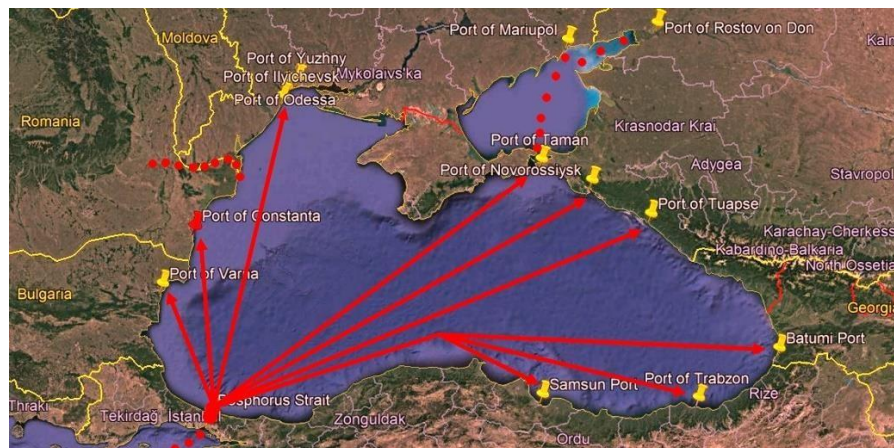 Moldova
Port of Mariupol
Port of Rostov on Don
Kaln
Port of Yuzhny
Port of Ilyichevsk
Mykolaivs'ka
Port of Odessa
Romania
Krasnodar Krai
Port of Taman
Adygea
Port of Novorossiysk
Stavropol
Port of Tuapse
Port of Constanta
Karachay-Cherkess
Kabardino-Balkaria
North Ossetia
Port of Varna
Bulgaria
Georgia
Batumi Port
Samsun Port
Port of Trabzon
Rize
Bosphorus Strait
Thraki
Tekirdağ
İstanbul
Zonguldak
Ordu